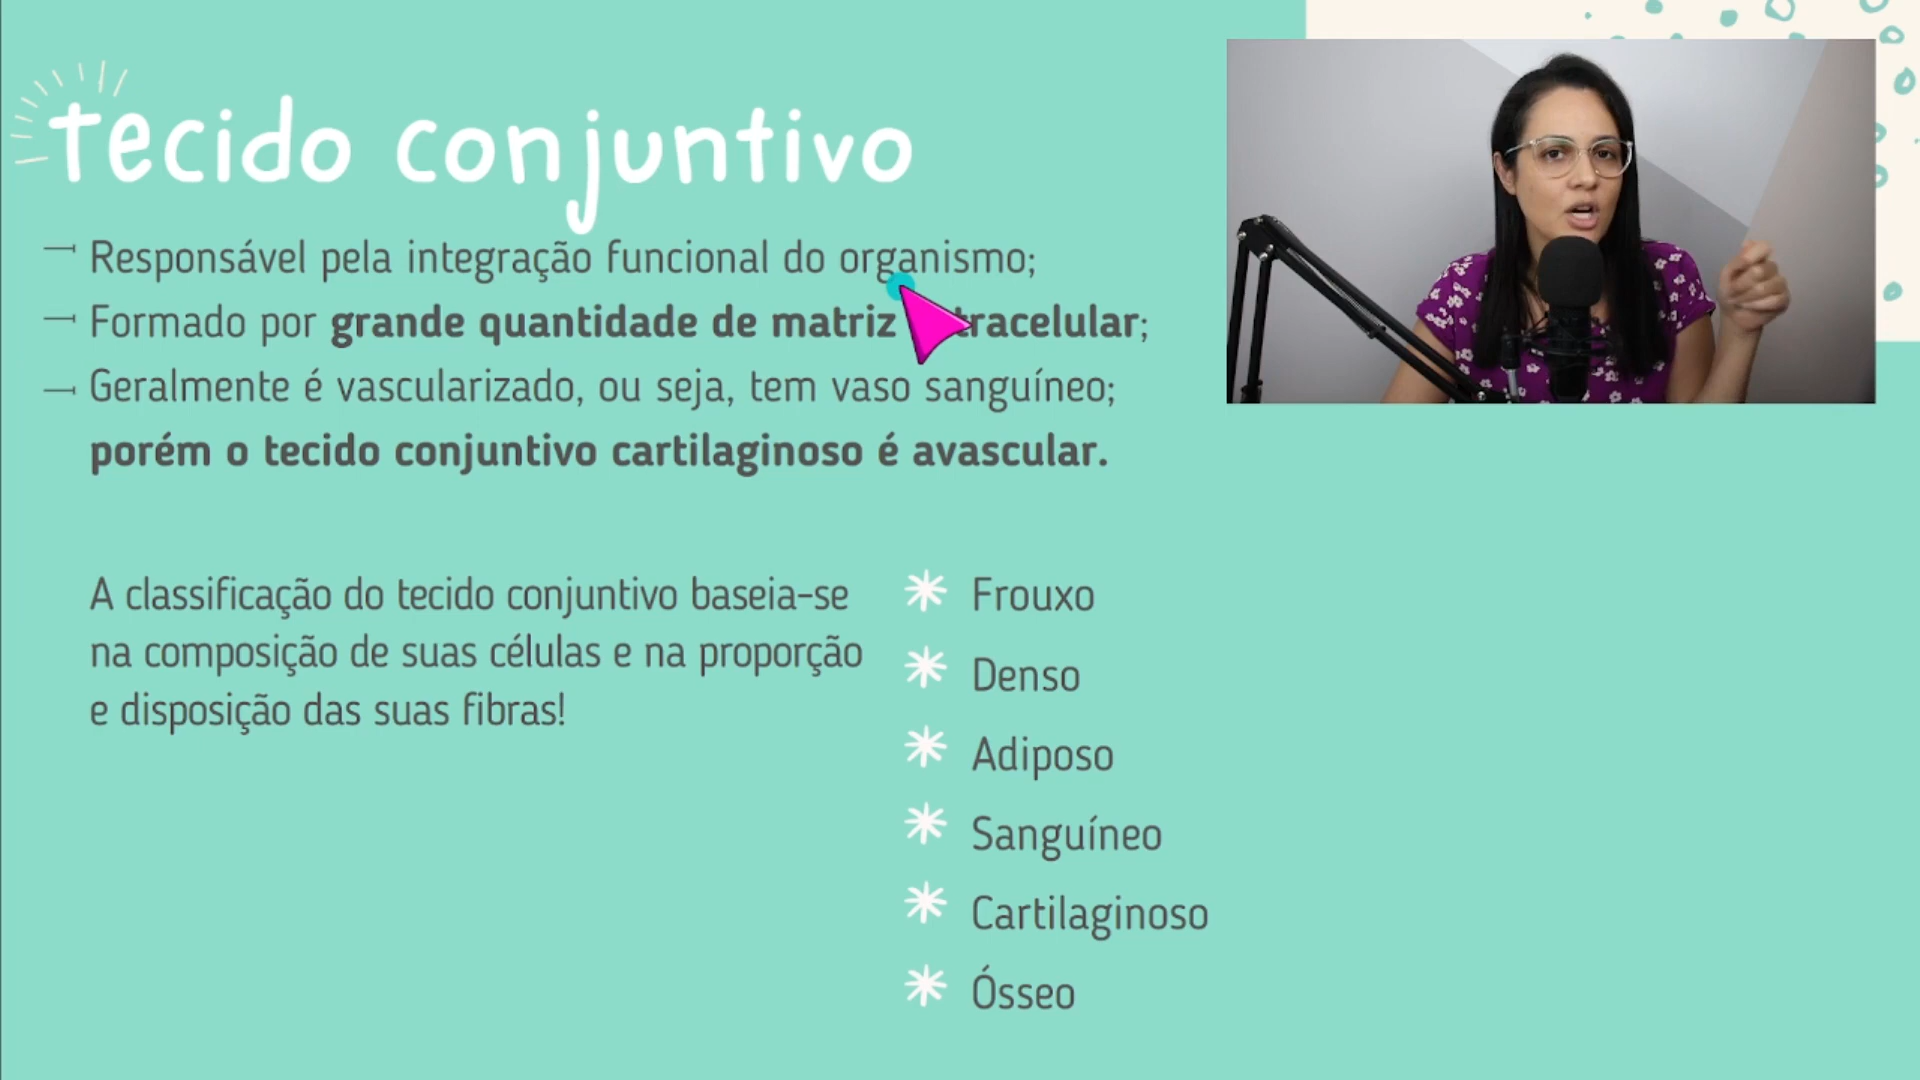 tecido conjuntivo
Responsável pela integração funcional do organismo;
Formado por grande quantidade de matriz tracelular;
Geralmente é vascularizado, ou seja, tem vaso sanguíneo;
porém o tecido conjuntivo cartilaginoso é avascular.
A classificação do tecido conjuntivo baseia-se
na composição de suas células e na proporção
e disposição das suas fibras!
Frouxo
Denso
Adiposo
Sanguíneo
Cartilaginoso
Ósseo